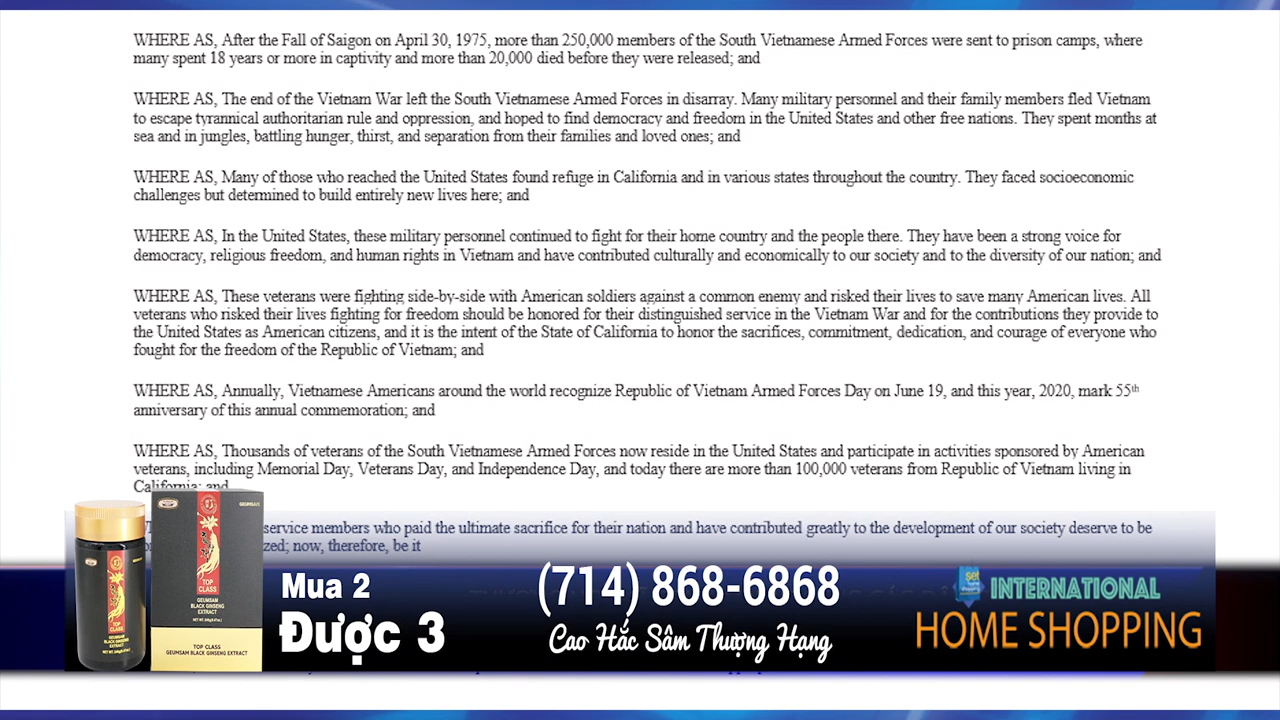 WHERE AS, After the Fall of Saigon on April 30, 1975, more than 250,000 members of the South Vietnamese Armed Forces were sent to prison camps, where
many spent 18 years or more in captivity and more than 20,000 died before they were released; and
WHERE AS, The end of the Vietnam War left the South Vietnamese Armed Forces in disarray. Many military personnel and their family members fled Vietnam
to escape tyrannical authoritarian rule and oppression, and hoped to find democracy and freedom in the United States and other free nations. They spent months at
sea and in jungles, battling hunger, thirst, and separation from their families and loved ones; and
WHERE AS, Many of those who reached the United States found refuge in California and in various states throughout the country. They faced socioeconomic
challenges but determined to build entirely new lives here; and
WHERE AS, In the United States, these military personnel continued to fight for their home country and the people there. They have been a strong voice for
democracy, religious freedom, and human rights in Vietnam and have contributed culturally and economically to our society and to the diversity of our nation; and
WHERE AS, These veterans were fighting side-by-side with American soldiers against a common enemy and risked their lives to save many American lives. All
veterans who risked their lives fighting for freedom should be honored for their distinguished service in the Vietnam War and for the contributions they provide to
the United States as American citizens, and it is the intent of the State of California to honor the sacrifices, commitment, dedication, and courage of everyone who
fought for the freedom of the Republic of Vietnam; and
WHERE AS, Annually, Vietnamese Americans around the world recognize Republic of Vietnam Armed Forces Day on June 19, and this year, 2020, mark 55th
anniversary of this annual commemoration; and
WHERE AS, Thousands of veterans of the South Vietnamese Armed Forces now reside in the United States and participate in activities sponsored by American
veterans, including Memorial Day, Veterans Day, and Independence Day, and today there are more than 100,000 veterans from Republic of Vietnam living in
California; and
service members who paid the ultimate sacrifice for their nation and have contributed greatly to the development of our society deserve to be
now, therefore, be it
Mua 2
Được 3
(714) 868-6868
Cao Hắc Sâm Thượng Hạng
set
home
shopping
INTERNATIONAL
HOME SHOPPING
GEUMSAM
TOP
CLASS
GEUMSAM
BLACK GINSENG
EXTRACT
TOP CLASS
GEUMSAM BLACK GINSENG EXTRACT
TOP
CLASS
GEUMSAM
BLACK GINSENG
EXTRACT